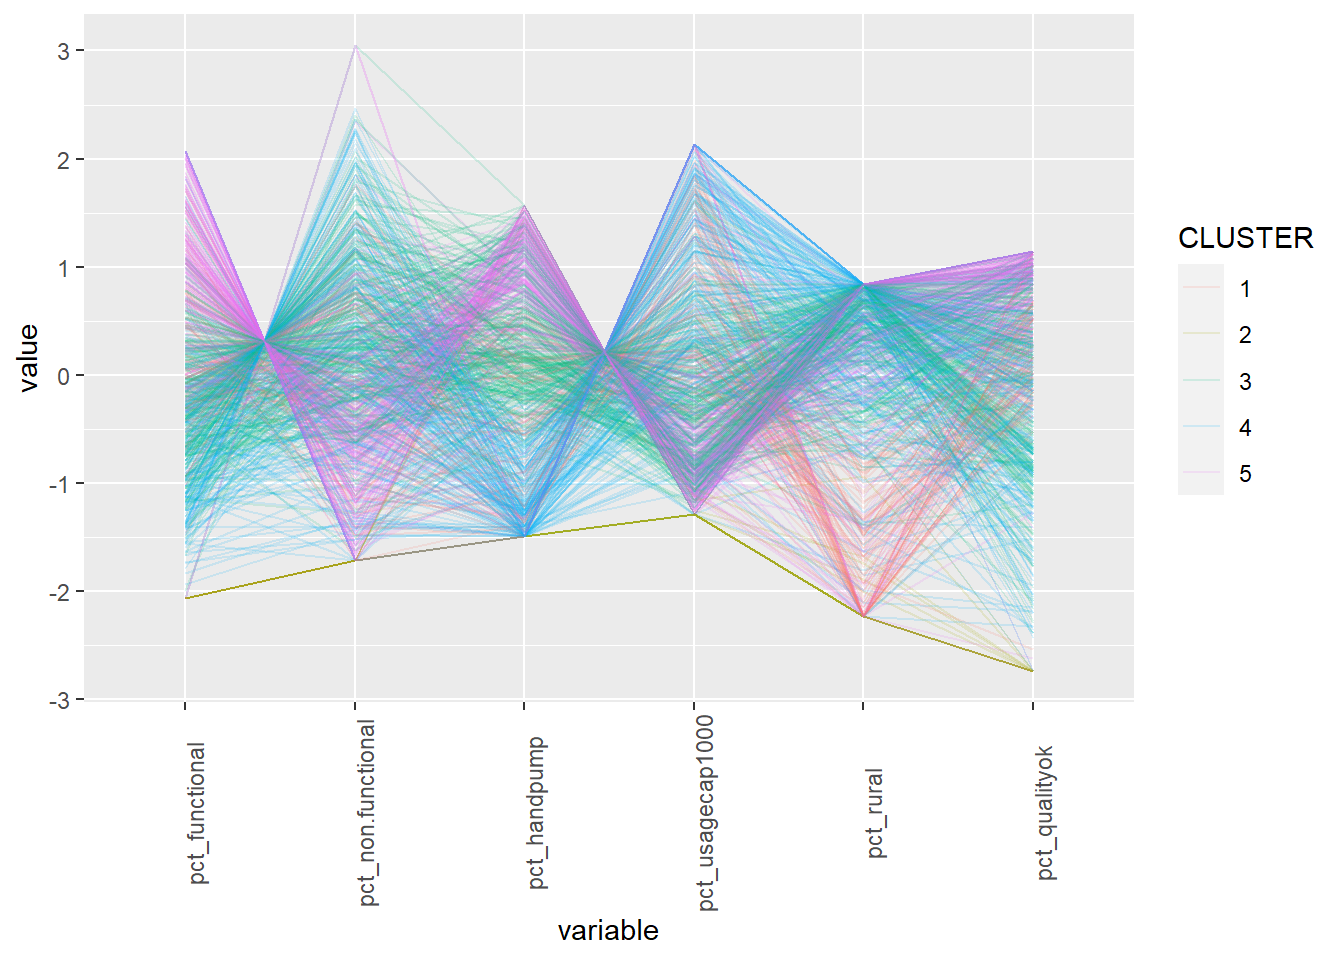 3
2
1
0
-1
-2
-3
value
pct_functional
pct_non.functional
pct_handpump
pct_usagecap1000
pct_rural
pct_qualityok
variable
CLUSTER
1
2
3
4
5